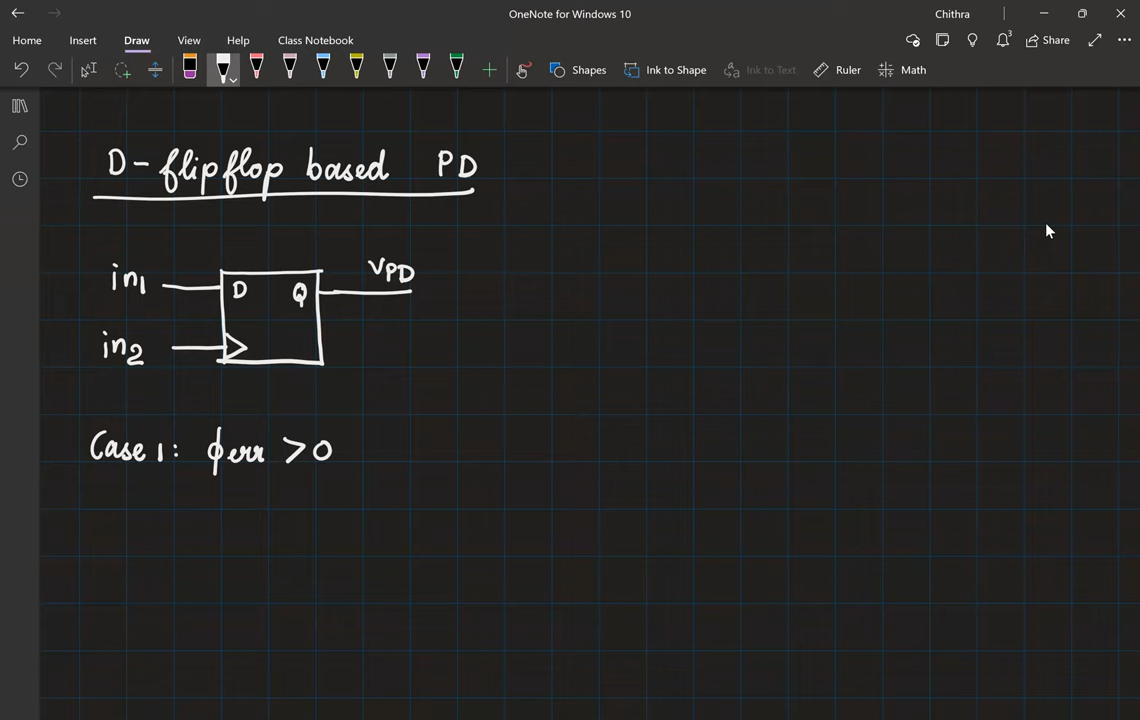 OneNote for Windows 10
Chithra
Home Insert Draw View Help Class Notebook
3 Share
Shapes Ink to Shape Ink to Text Ruler Math
D-flipflop based PD
in1 D Q VPD
in2
Case 1: ϕerr > 0